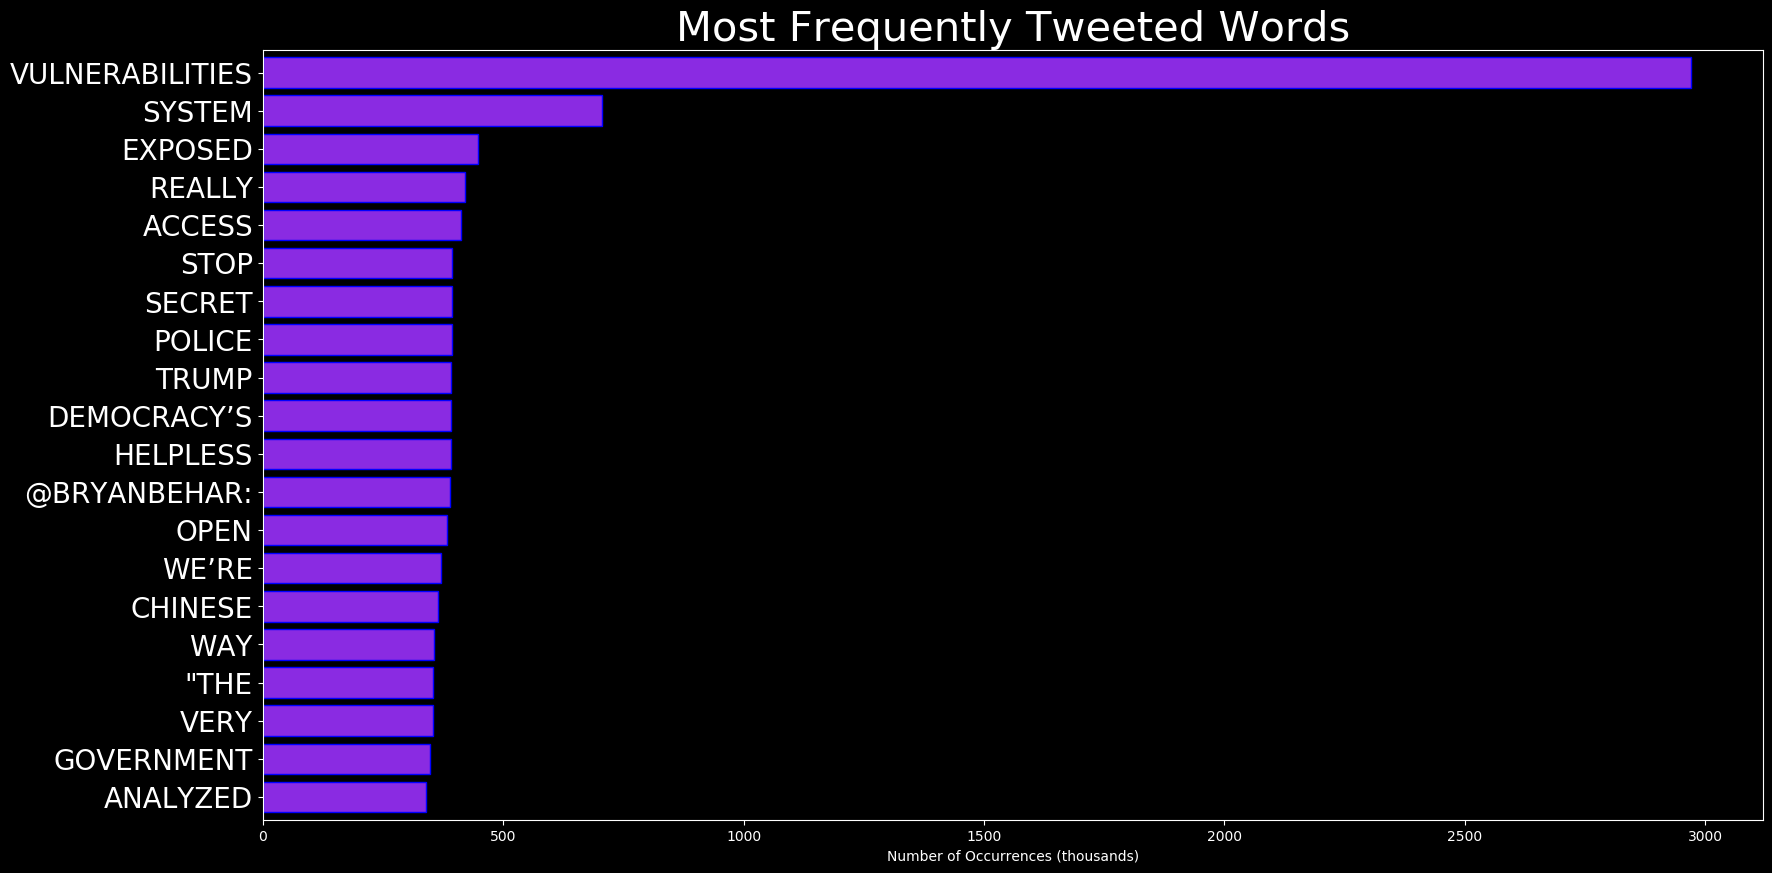 Most Frequently Tweeted Words
VULNERABILITIES
SYSTEM
EXPOSED
REALLY
ACCESS
STOP
SECRET
POLICE
TRUMP
DEMOCRACY’S
HELPLESS
@BRYANBEHAR:
OPEN
WE’RE
CHINESE
WAY
"THE
VERY
GOVERNMENT
ANALYZED
0 500 1000 1500 2000 2500 3000
Number of Occurrences (thousands)